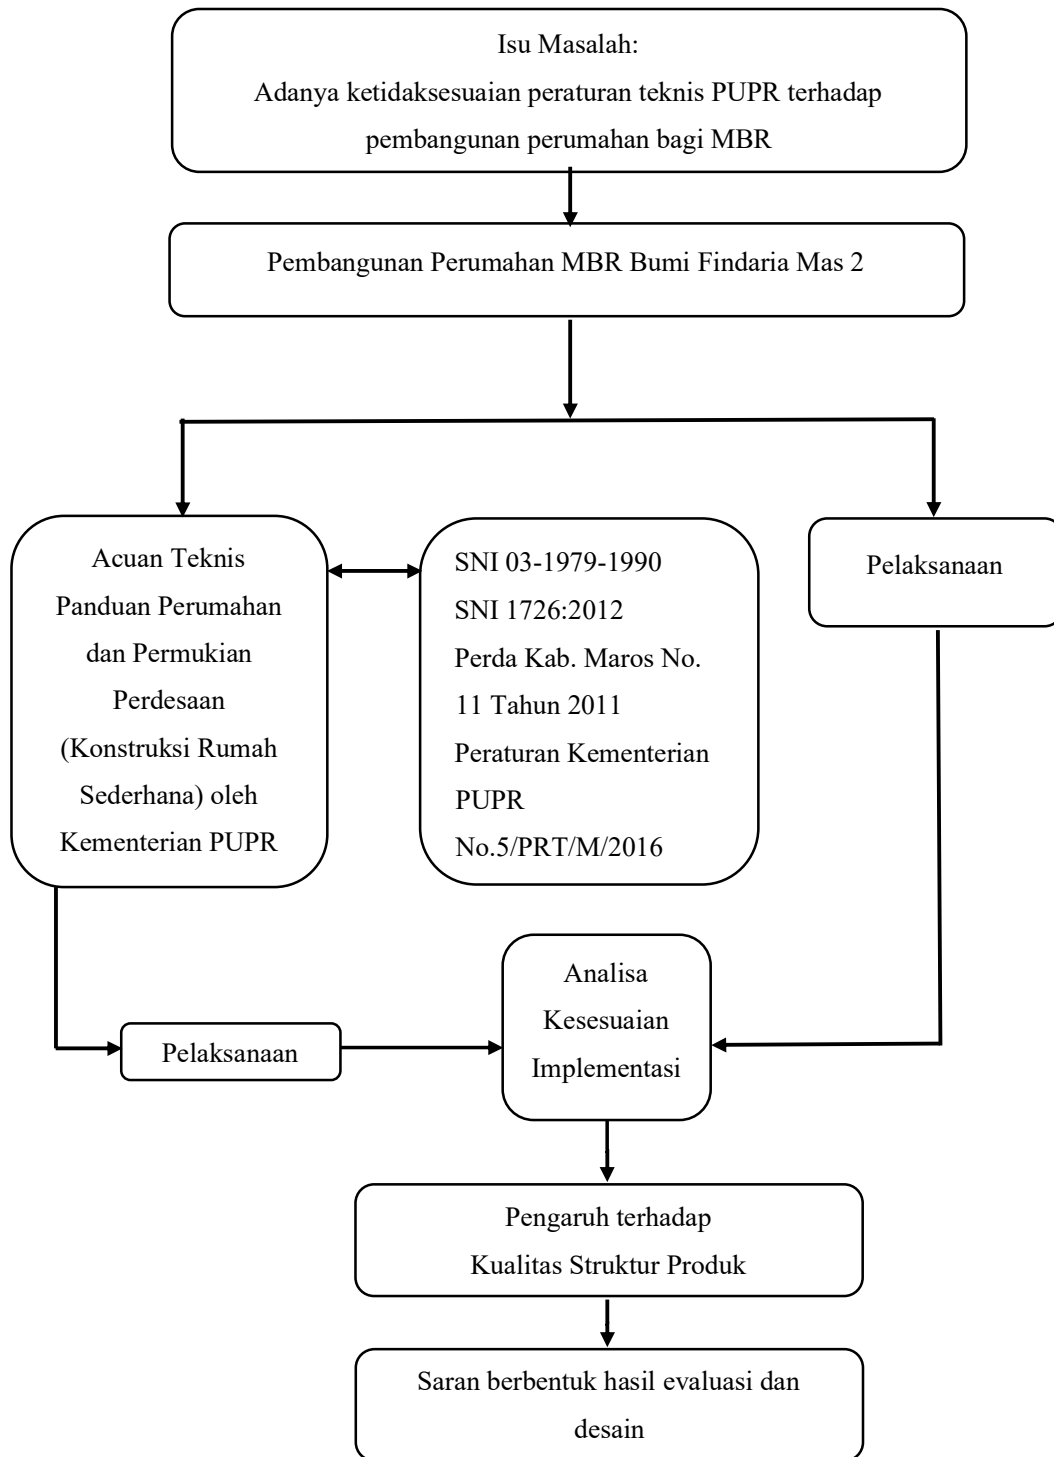 Isu Masalah:
Adanya ketidaksesuaian peraturan teknis PUPR terhadap
pembangunan perumahan bagi MBR
Pembangunan Perumahan MBR Bumi Findaria Mas 2
Acuan Teknis
Panduan Perumahan
dan Permukian
Perdesaan
(Konstruksi Rumah
Sederhana) oleh
Kementerian PUPR
SNI 03-1979-1990
SNI 1726:2012
Perda Kab. Maros No.
11 Tahun 2011
Peraturan Kementerian
PUPR
No.5/PRT/M/2016
Pelaksanaan
Pelaksanaan
Analisa
Kesesuaian
Implementasi
Pengaruh terhadap
Kualitas Struktur Produk
Saran berbentuk hasil evaluasi dan
desain